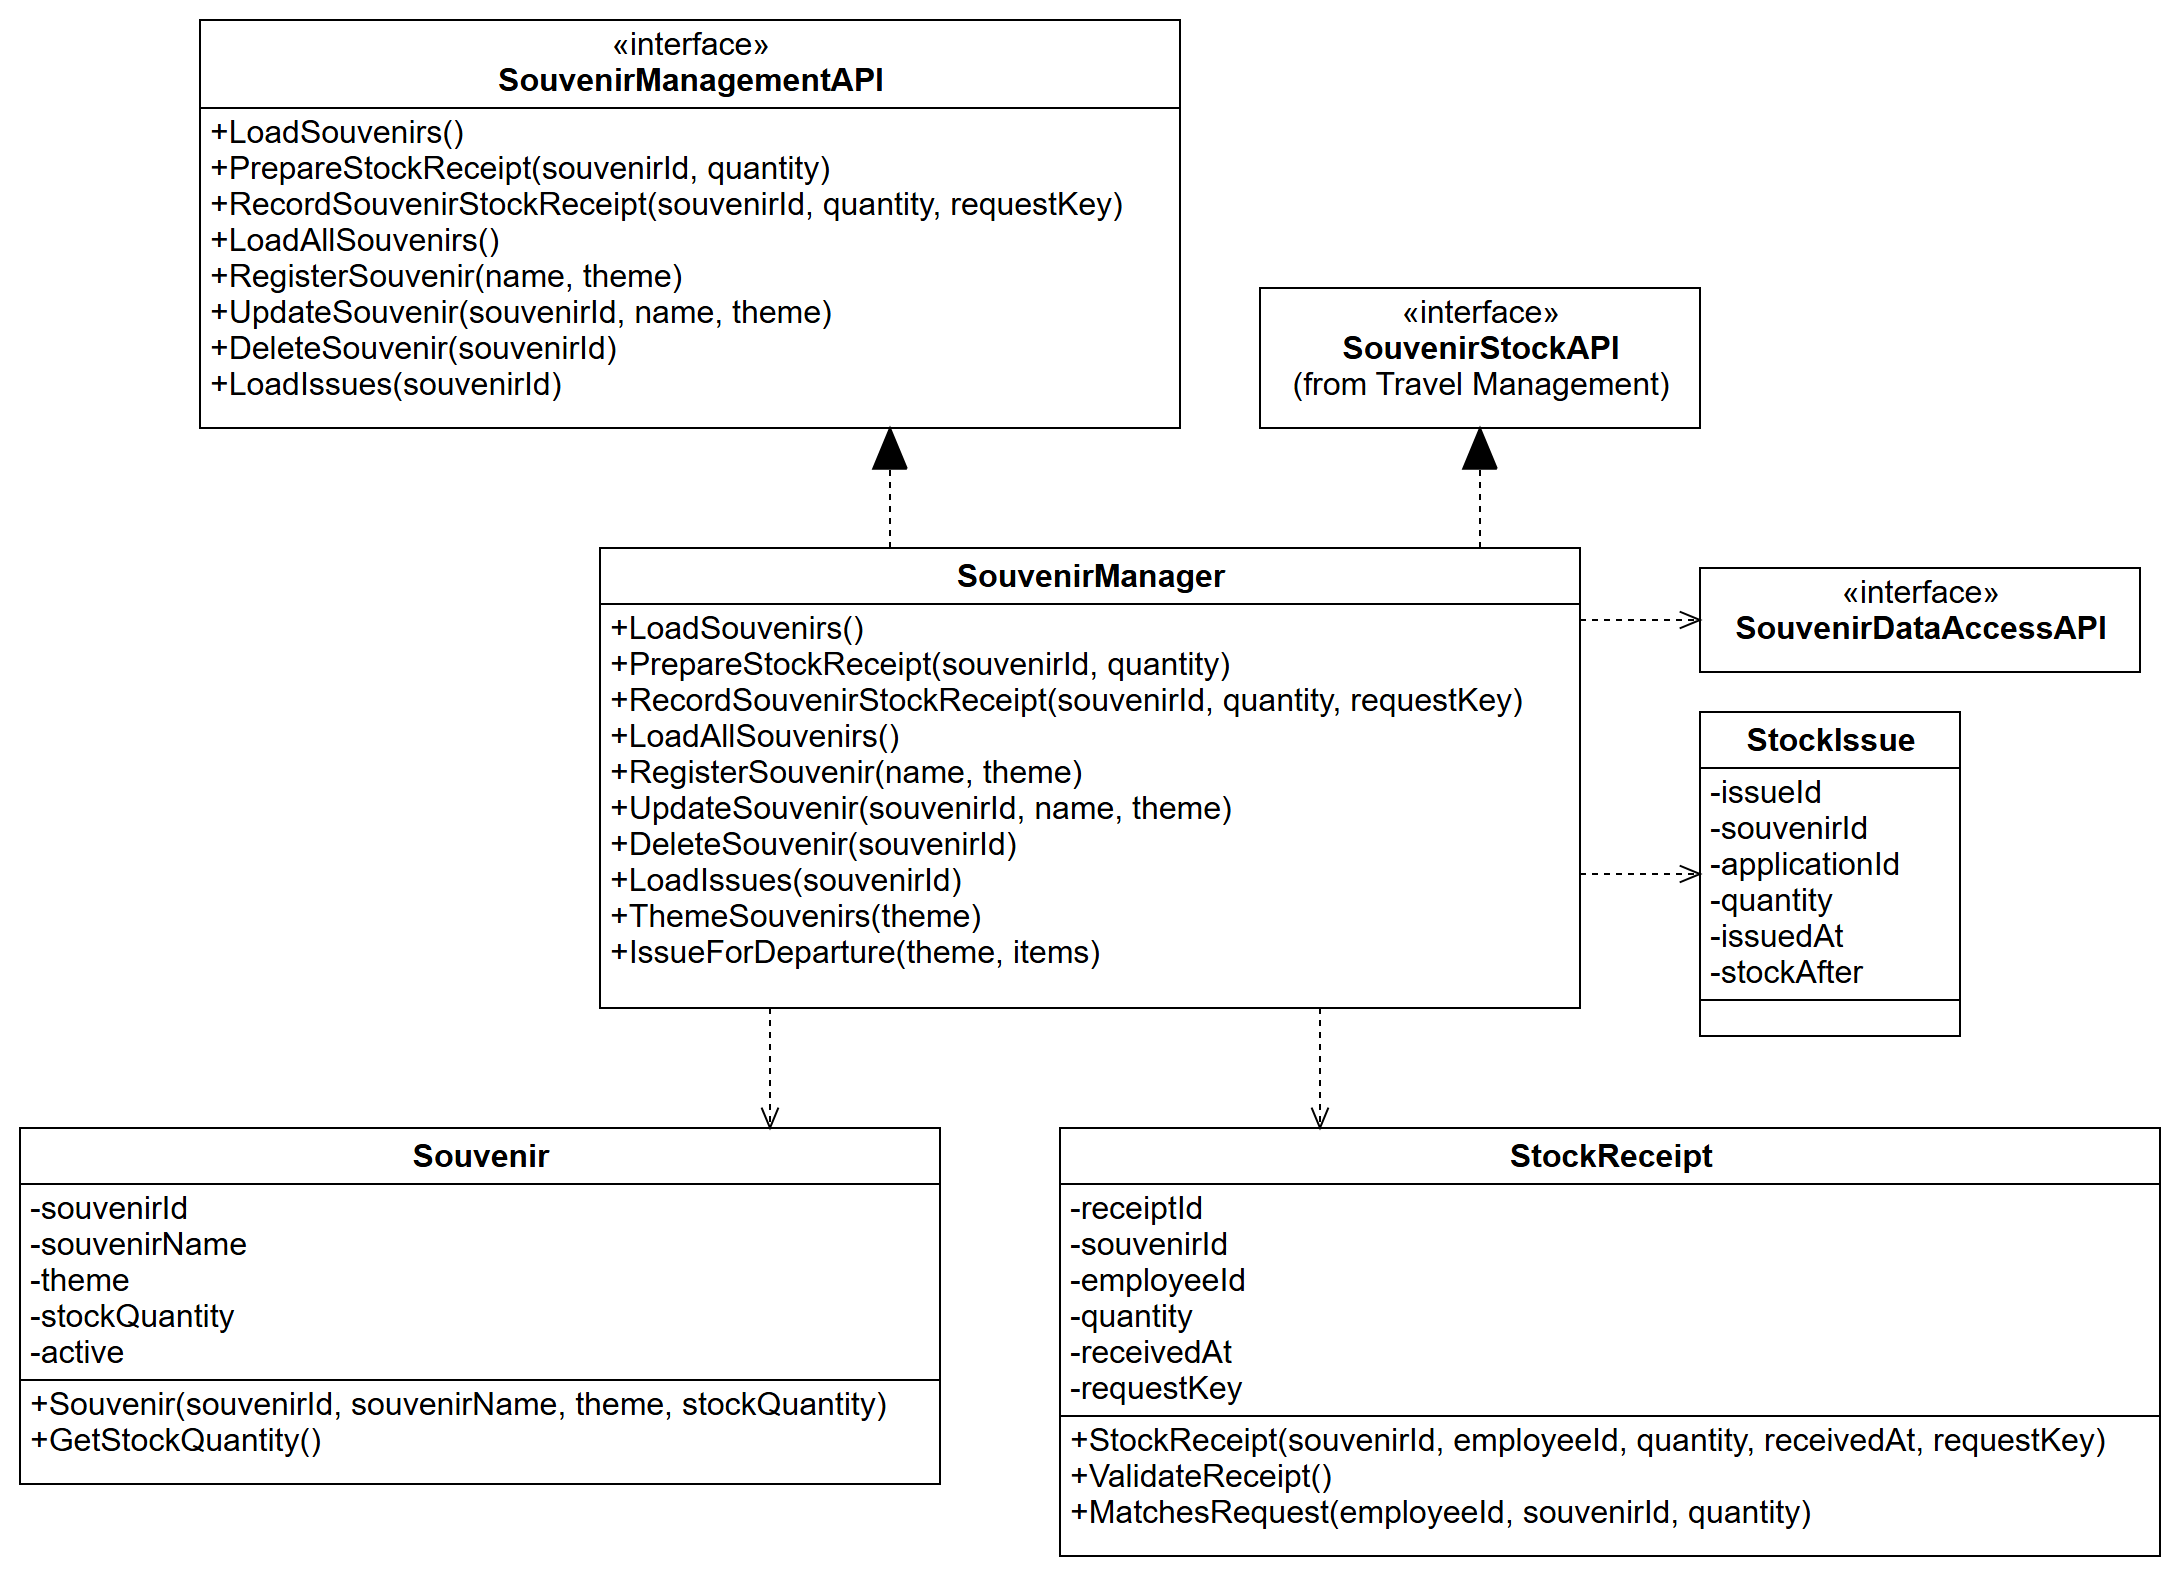 «interface»
SouvenirManagementAPI
+LoadSouvenirs()
+PrepareStockReceipt(souvenirId, quantity)
+RecordSouvenirStockReceipt(souvenirId, quantity, requestKey)
+LoadAllSouvenirs()
+RegisterSouvenir(name, theme)
+UpdateSouvenir(souvenirId, name, theme)
+DeleteSouvenir(souvenirId)
+LoadIssues(souvenirId)
«interface»
SouvenirStockAPI
(from Travel Management)
SouvenirManager
+LoadSouvenirs()
+PrepareStockReceipt(souvenirId, quantity)
+RecordSouvenirStockReceipt(souvenirId, quantity, requestKey)
+LoadAllSouvenirs()
+RegisterSouvenir(name, theme)
+UpdateSouvenir(souvenirId, name, theme)
+DeleteSouvenir(souvenirId)
+LoadIssues(souvenirId)
+ThemeSouvenirs(theme)
+IssueForDeparture(theme, items)
«interface»
SouvenirDataAccessAPI
StockIssue
-issueId
-souvenirId
-applicationId
-quantity
-issuedAt
-stockAfter
Souvenir
-souvenirId
-souvenirName
-theme
-stockQuantity
-active
+Souvenir(souvenirId, souvenirName, theme, stockQuantity)
+GetStockQuantity()
StockReceipt
-receiptId
-souvenirId
-employeeId
-quantity
-receivedAt
-requestKey
+StockReceipt(souvenirId, employeeId, quantity, receivedAt, requestKey)
+ValidateReceipt()
+MatchesRequest(employeeId, souvenirId, quantity)